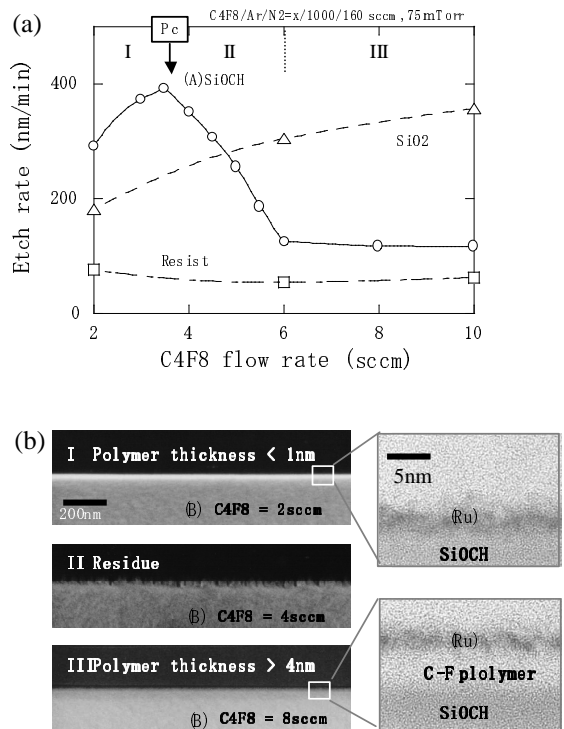 (a)
C4F8/Ar/N2=x/1000/160 sccm ,75mTorr
Pc
I II III
(A)SiOCH
SiO2
Resist
400
200
0
Etch rate (nm/min)
2 4 6 8 10
C4F8 flow rate (sccm)
(b)
I Polymer thickness < 1nm
200nm
(B) C4F8 = 2sccm
5nm
(Ru)
SiOCH
II Residue
(B) C4F8 = 4sccm
III Polymer thickness > 4nm
(B) C4F8 = 8sccm
(Ru)
C-F plolymer
SiOCH